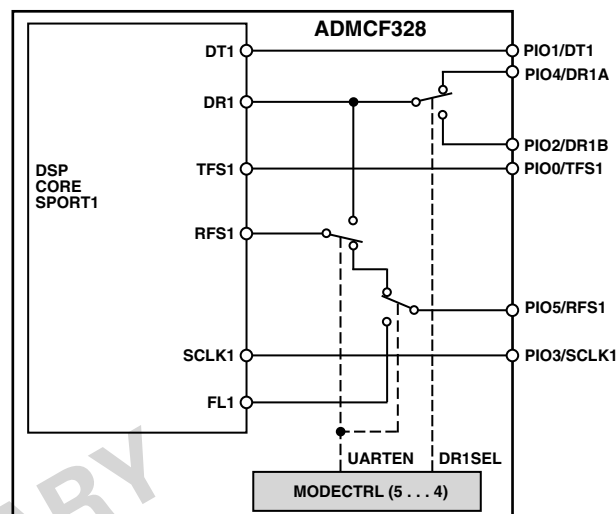 ADMCF328
DT1
PIO1/DT1
PIO4/DR1A
DR1
PIO2/DR1B
DSP
CORE
SPORT1
TFS1
PIO0/TFS1
RFS1
PIO5/RFS1
SCLK1
PIO3/SCLK1
FL1
UARTEN
DR1SEL
MODECTRL (5 . . . 4)
ARY